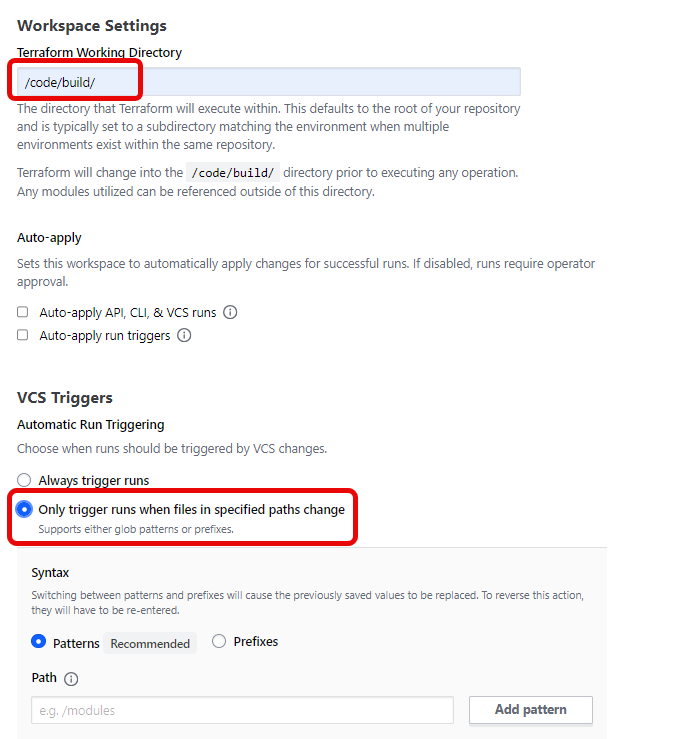 Workspace Settings
Terraform Working Directory
/code/build/
The directory that Terraform will execute within. This defaults to the root of your repository
and is typically set to a subdirectory matching the environment when multiple
environments exist within the same repository.
Terraform will change into the /code/build/ directory prior to executing any operation.
Any modules utilized can be referenced outside of this directory.
Auto-apply
Sets this workspace to automatically apply changes for successful runs. If disabled, runs require operator
approval.
Auto-apply API, CLI, & VCS runs
Auto-apply run triggers
VCS Triggers
Automatic Run Triggering
Choose when runs should be triggered by VCS changes.
Always trigger runs
Only trigger runs when files in specified paths change
Supports either glob patterns or prefixes.
Syntax
Switching between patterns and prefixes will cause the previously saved values to be replaced. To reverse this action,
they will have to be re-entered.
Patterns Recommended Prefixes
Path
e.g. /modules Add pattern